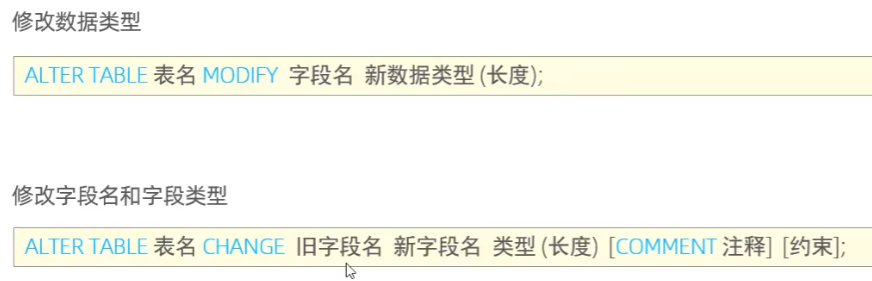 修改数据类型
ALTER TABLE 表名 MODIFY 字段名 新数据类型 (长度);
修改字段名和字段类型
ALTER TABLE 表名 CHANGE 旧字段名 新字段名 类型 (长度) [COMMENT 注释] [约束];